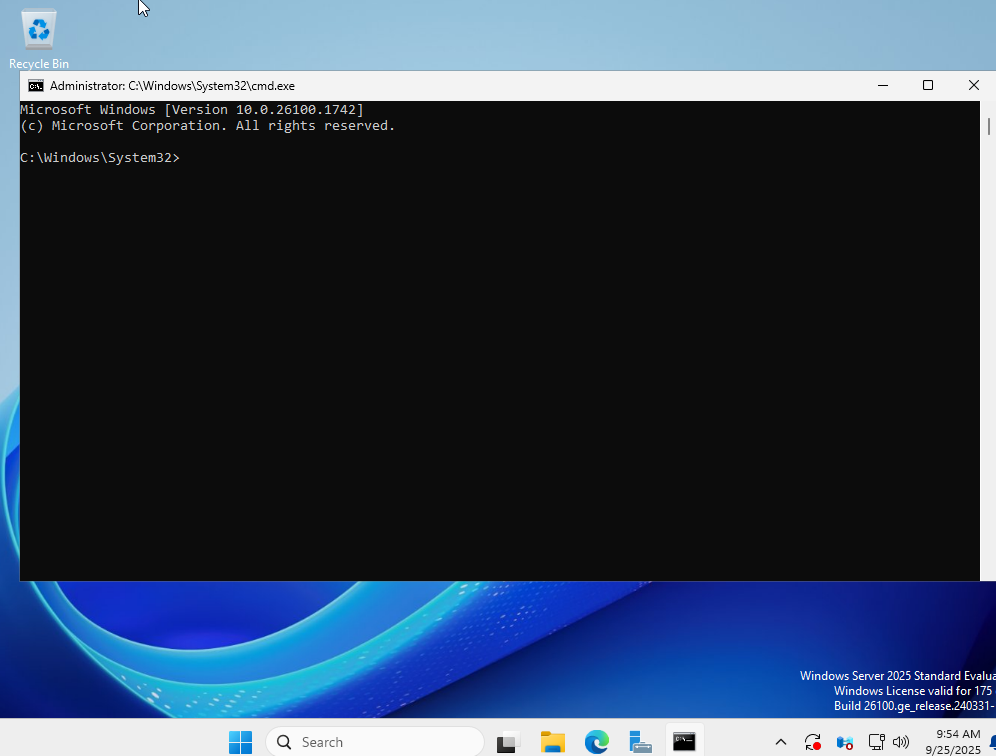 Recycle Bin
Administrator: C:\Windows\System32\cmd.exe
Microsoft Windows [Version 10.0.26100.1742]
(c) Microsoft Corporation. All rights reserved.
C:\Windows\System32>
Windows Server 2025 Standard Evalua
Windows License valid for 175
Build 26100.ge_release.240331-
Search
9:54 AM
9/25/2025